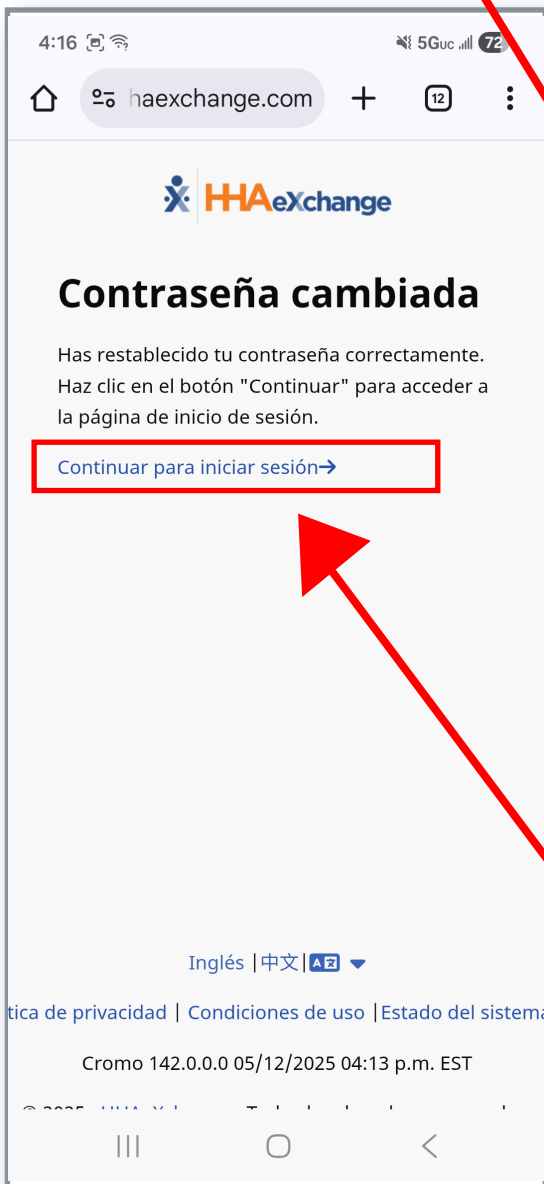 4:16
5Guc
72
haexchange.com
12
HHAeXchange
Contraseña cambiada
Has restablecido tu contraseña correctamente.
Haz clic en el botón "Continuar" para acceder a
la página de inicio de sesión.
Continuar para iniciar sesión→
Inglés |中文|
tica de privacidad | Condiciones de uso |Estado del sistema
Cromo 142.0.0.0 05/12/2025 04:13 p.m. EST